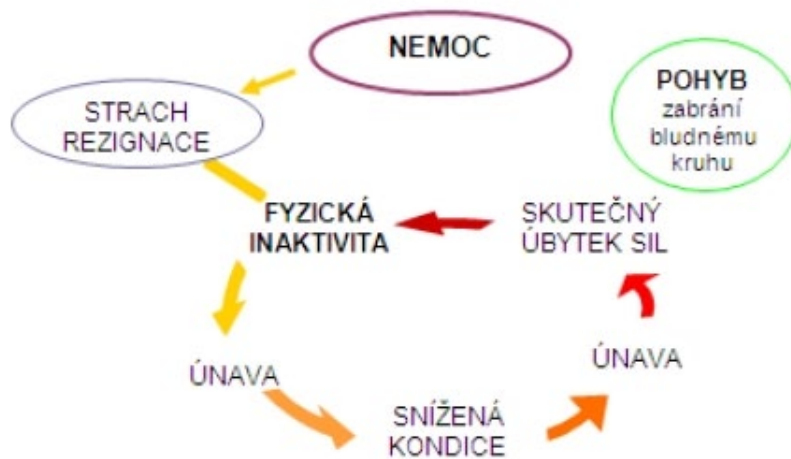 NEMOC
STRACH
REZIGNACE
POHYB
zabrání
bludnému
kruhu
FYZICKÁ
INAKTIVITA
SKUTEČNÝ
ÚBYTEK SIL
ÚNAVA
SNÍŽENÁ
KONDICE
ÚNAVA